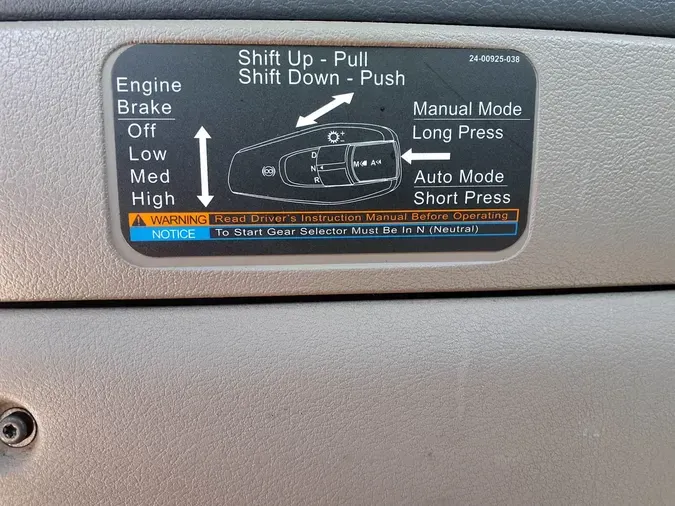 Shift Up - Pull
Shift Down - Push
24-00925-038
Engine
Brake
Off
Low
Med
High
Manual Mode
Long Press
Auto Mode
Short Press
+
-
D
N
R
M A
WARNING Read Driver's Instruction Manual Before Operating
NOTICE To Start Gear Selector Must Be In N (Neutral)